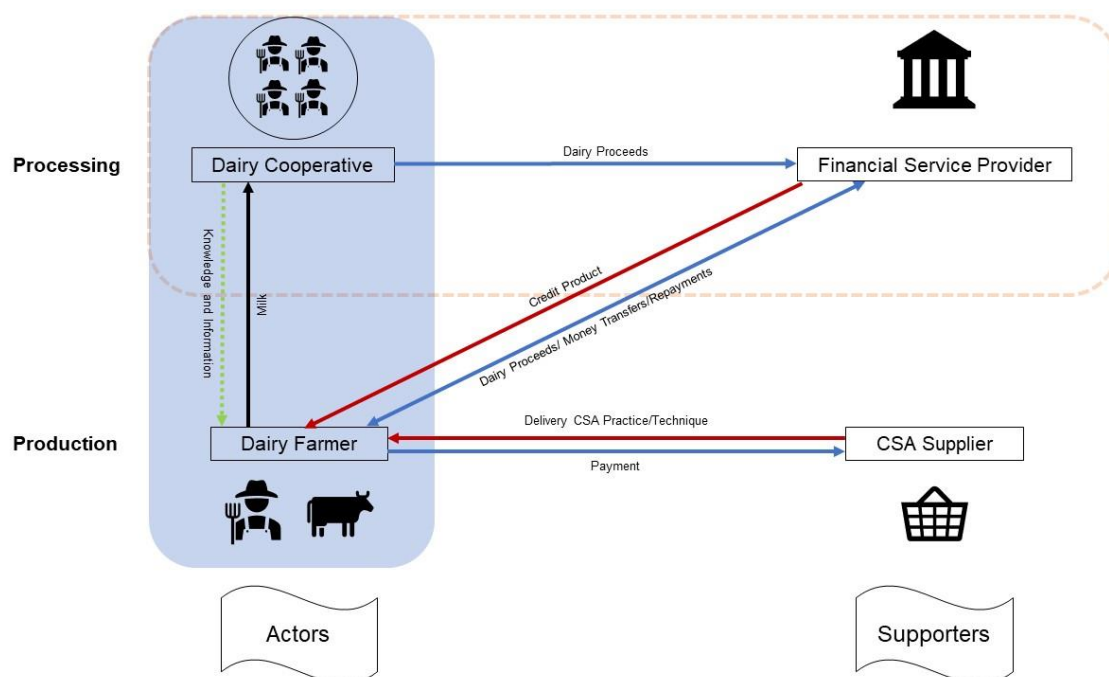 Processing
Dairy Cooperative
Dairy Proceeds
Financial Service Provider
Knowledge and Information
Milk
Credit Product
Dairy Proceeds/ Money Transfers/Repayments
Production
Dairy Farmer
Delivery CSA Practice/Technique
Payment
CSA Supplier
Actors
Supporters